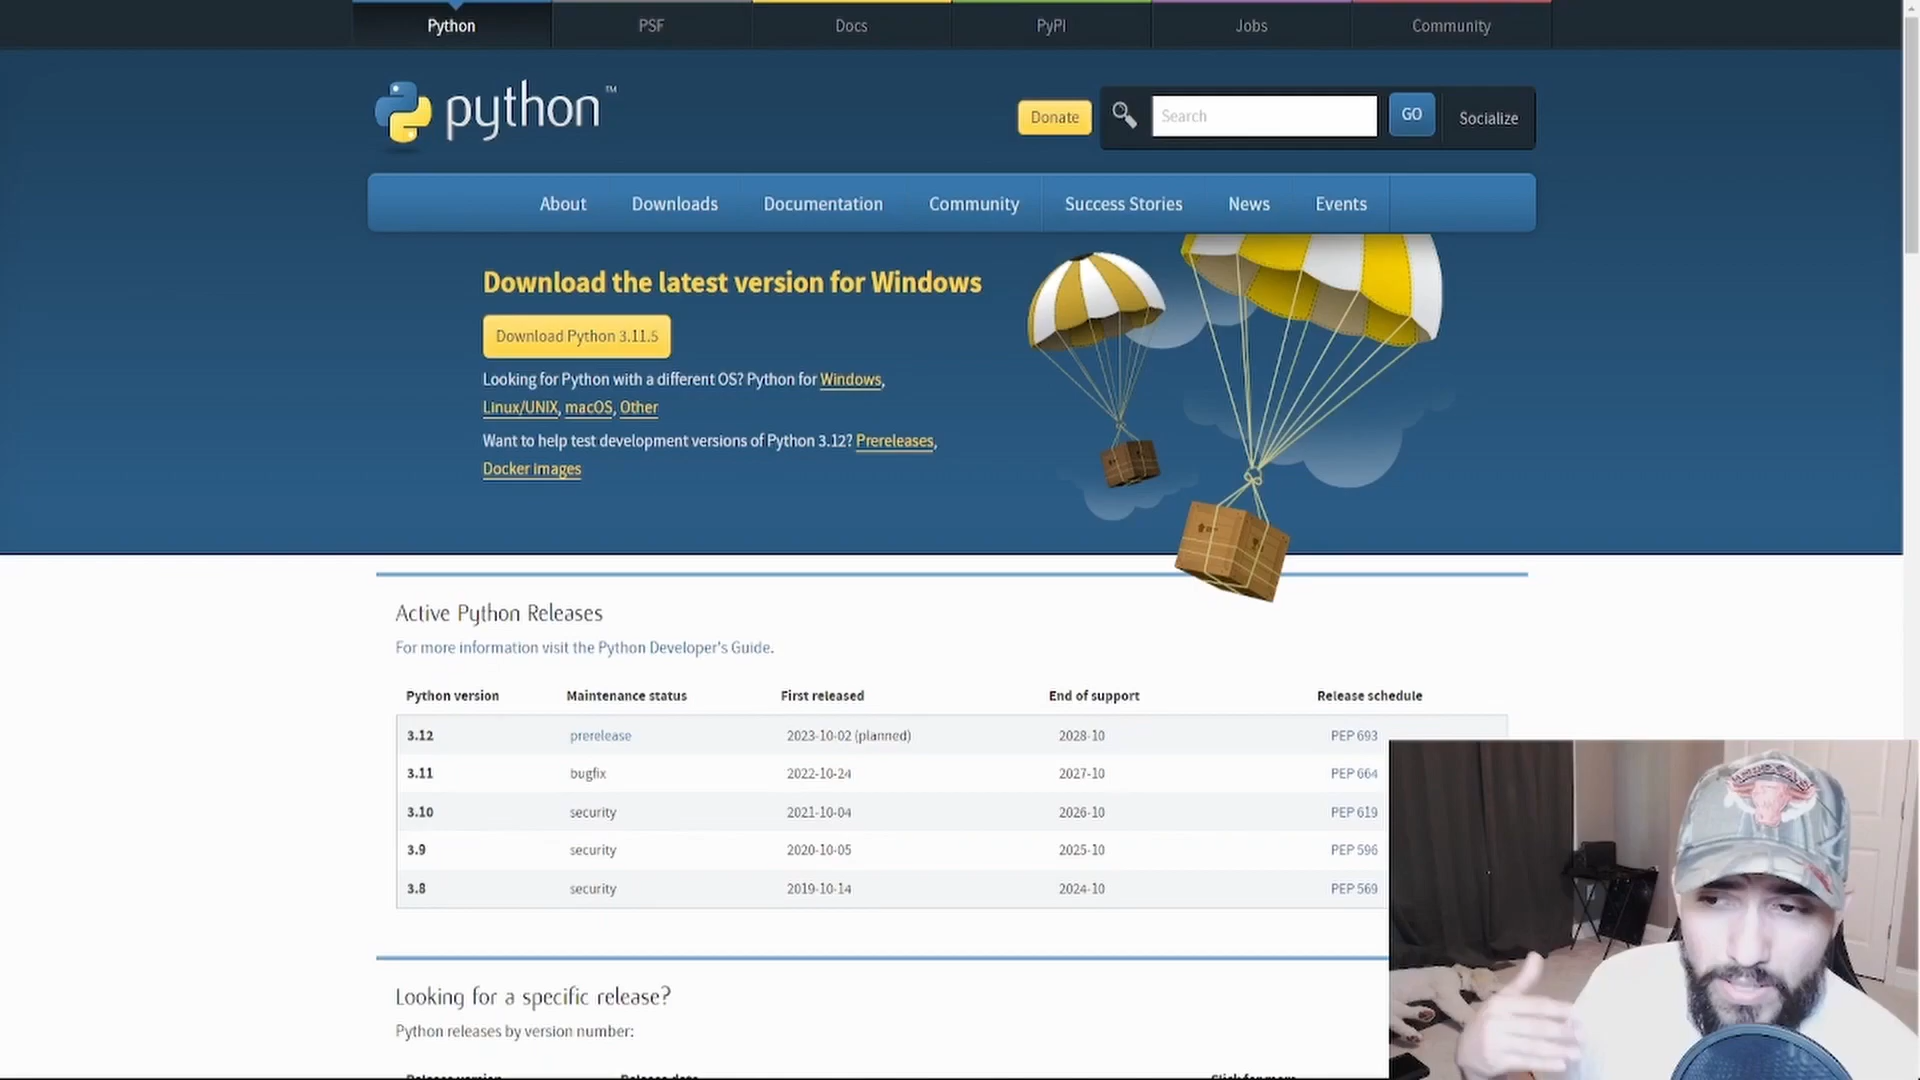 Python
PSF
Docs
PyPI
Jobs
Community
python™
Donate
Search
GO
Socialize
About
Downloads
Documentation
Community
Success Stories
News
Events
Download the latest version for Windows
Download Python 3.11.5
Looking for Python with a different OS? Python for Windows,
Linux/UNIX, macOS, Other
Want to help test development versions of Python 3.12? Prereleases,
Docker images
Active Python Releases
For more information visit the Python Developer's Guide.
Python version Maintenance status First released End of support Release schedule
3.12 prerelease 2023-10-02 (planned) 2028-10 PEP 693
3.11 bugfix 2022-10-24 2027-10 PEP 664
3.10 security 2021-10-04 2026-10 PEP 619
3.9 security 2020-10-05 2025-10 PEP 596
3.8 security 2019-10-14 2024-10 PEP 569
Looking for a specific release?
Python releases by version number:
Release version Release date Click for more